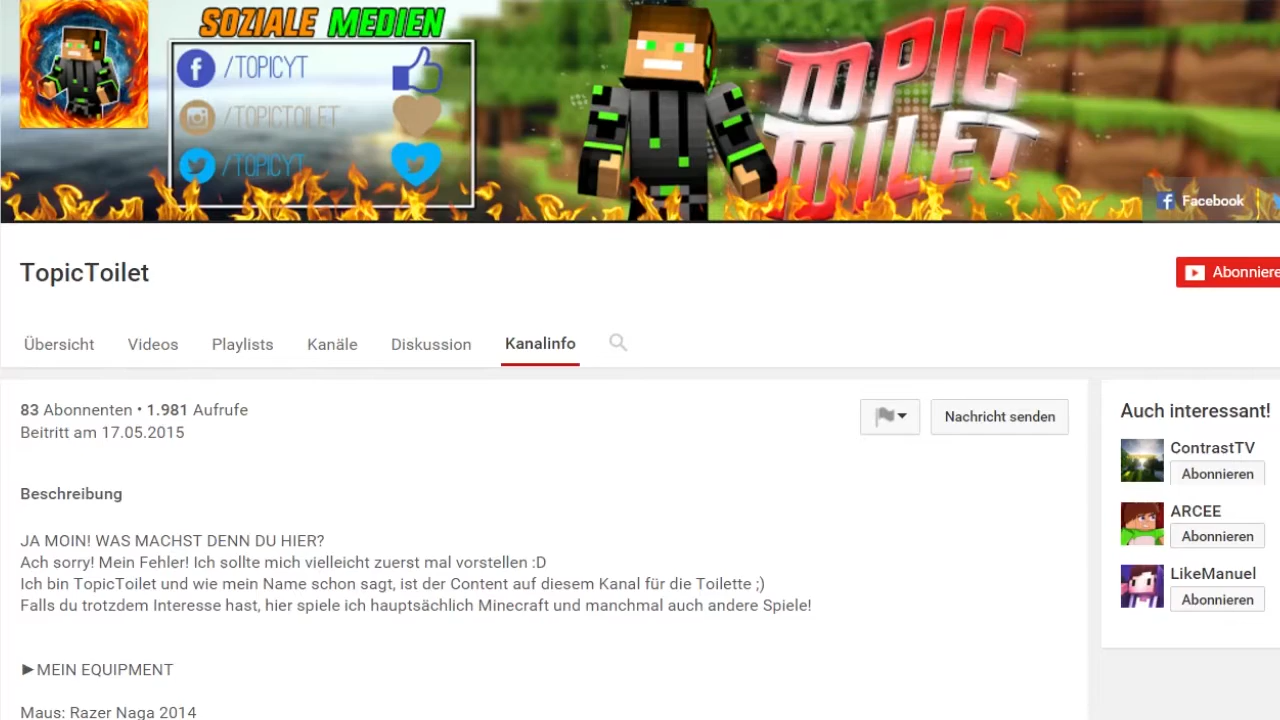 SOZIALE MEDIEN
/TOPICYT
/TOPICTOILET
/TOPICYT
TOPIC
TOILET
Facebook
TopicToilet
Abonniere
Übersicht Videos Playlists Kanäle Diskussion Kanalinfo
83 Abonnenten • 1.981 Aufrufe
Beitritt am 17.05.2015
Nachricht senden
Beschreibung
JA MOIN! WAS MACHST DENN DU HIER?
Ach sorry! Mein Fehler! Ich sollte mich vielleicht zuerst mal vorstellen :D
Ich bin TopicToilet und wie mein Name schon sagt, ist der Content auf diesem Kanal für die Toilette ;)
Falls du trotzdem Interesse hast, hier spiele ich hauptsächlich Minecraft und manchmal auch andere Spiele!
►MEIN EQUIPMENT
Maus: Razer Naga 2014
Auch interessant!
ContrastTV
Abonnieren
ARCEE
Abonnieren
LikeManuel
Abonnieren